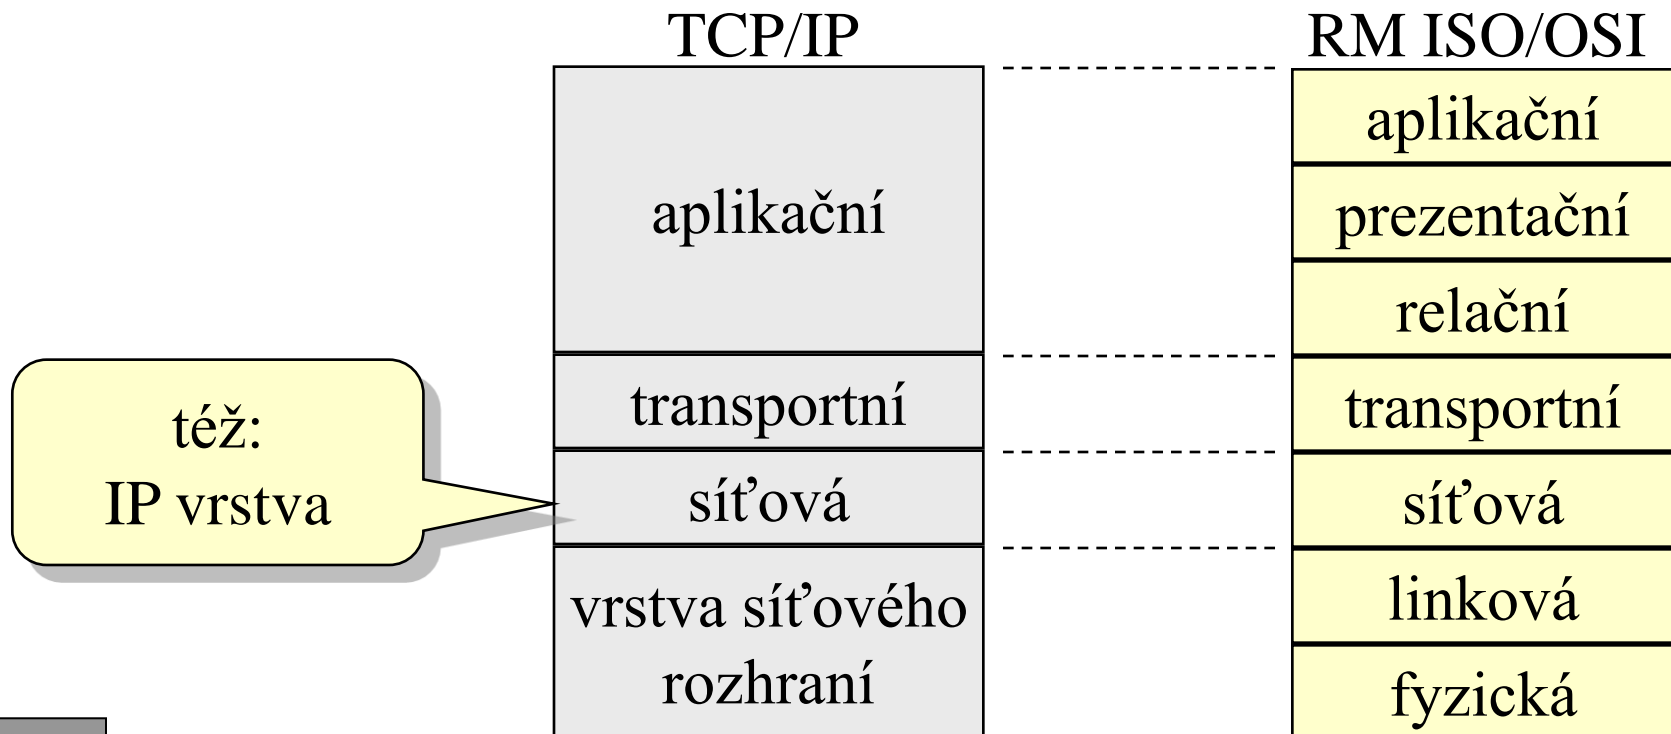 TCP/IP
RM ISO/OSI
aplikační
aplikační
prezentační
relační
transportní
transportní
též:
IP vrstva
síťová
síťová
vrstva síťového
rozhraní
linková
fyzická